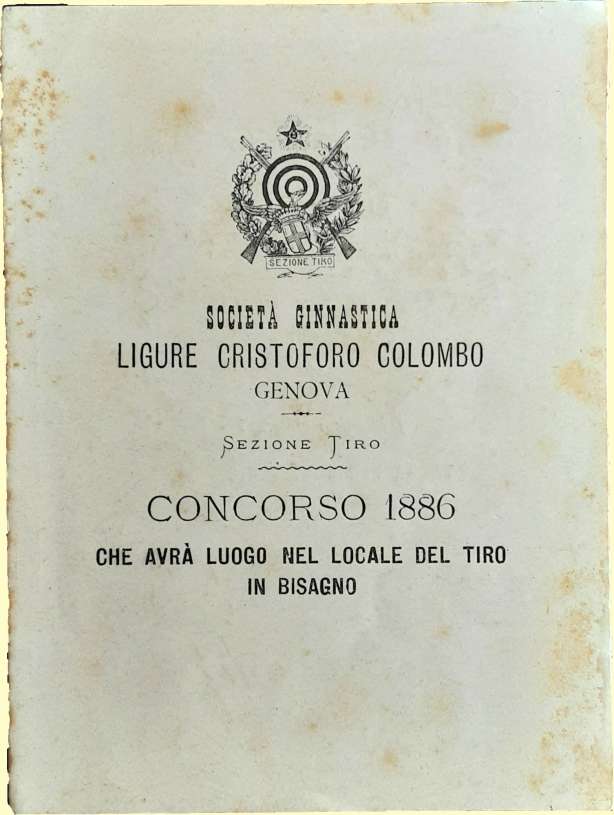 SEZIONE TIRO
SOCIETÀ GINNASTICA
LIGURE CRISTOFORO COLOMBO
GENOVA
SEZIONE TIRO
CONCORSO 1886
CHE AVRÀ LUOGO NEL LOCALE DEL TIRO
IN BISAGNO